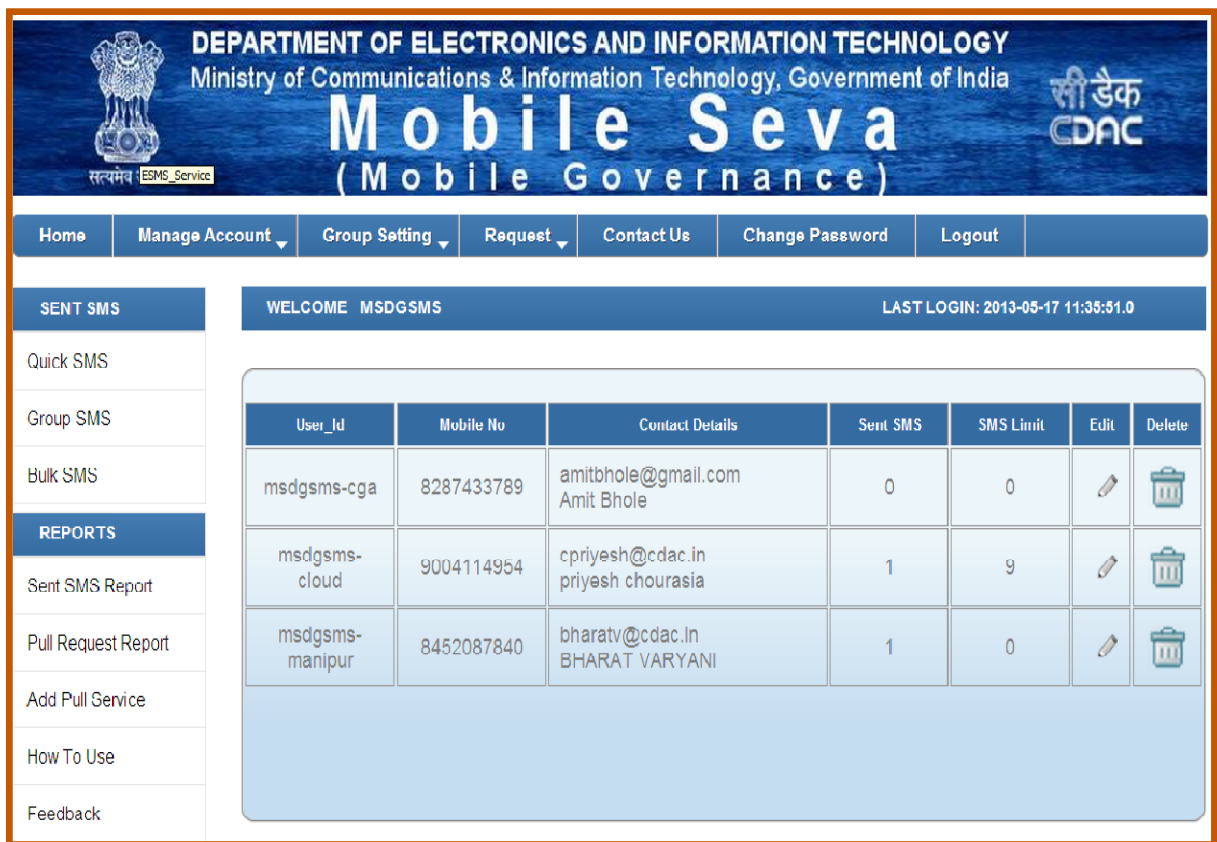 DEPARTMENT OF ELECTRONICS AND INFORMATION TECHNOLOGY
Ministry of Communications & Information Technology, Government of India
Mobile Seva
(Mobile Governance)
सत्यमेव
ESMS_Service
सी डैक
CDAC
Home Manage Account Group Setting Request Contact Us Change Password Logout
SENT SMS
Quick SMS
Group SMS
Bulk SMS
REPORTS
Sent SMS Report
Pull Request Report
Add Pull Service
How To Use
Feedback
WELCOME MSDGSMS LAST LOGIN: 2013-05-17 11:35:51.0
User_Id Mobile No Contact Details Sent SMS SMS Limit Edit Delete
msdgsms-cga 8287433789 amitbhole@gmail.com 0 0
Amit Bhole
msdgsms- 9004114954 cpriyesh@cdac.in 1 9
cloud priyesh chourasia
msdgsms- 8452087840 bharatv@cdac.in 1 0
manipur BHARAT VARYANI